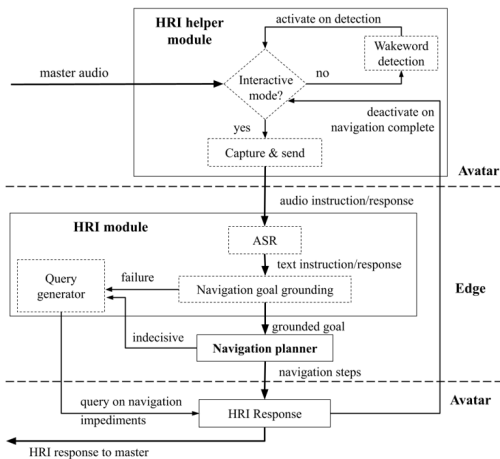 HRI helper
module
activate on detection
Wakeword
detection
master audio
Interactive
mode?
no
deactivate on
navigation complete
yes
Capture & send
Avatar
audio instruction/response
HRI module
ASR
text instruction/response
Query
generator
failure
Navigation goal grounding
Edge
grounded goal
indecisive
Navigation planner
navigation steps
Avatar
query on navigation
impediments
HRI Response
HRI response to master